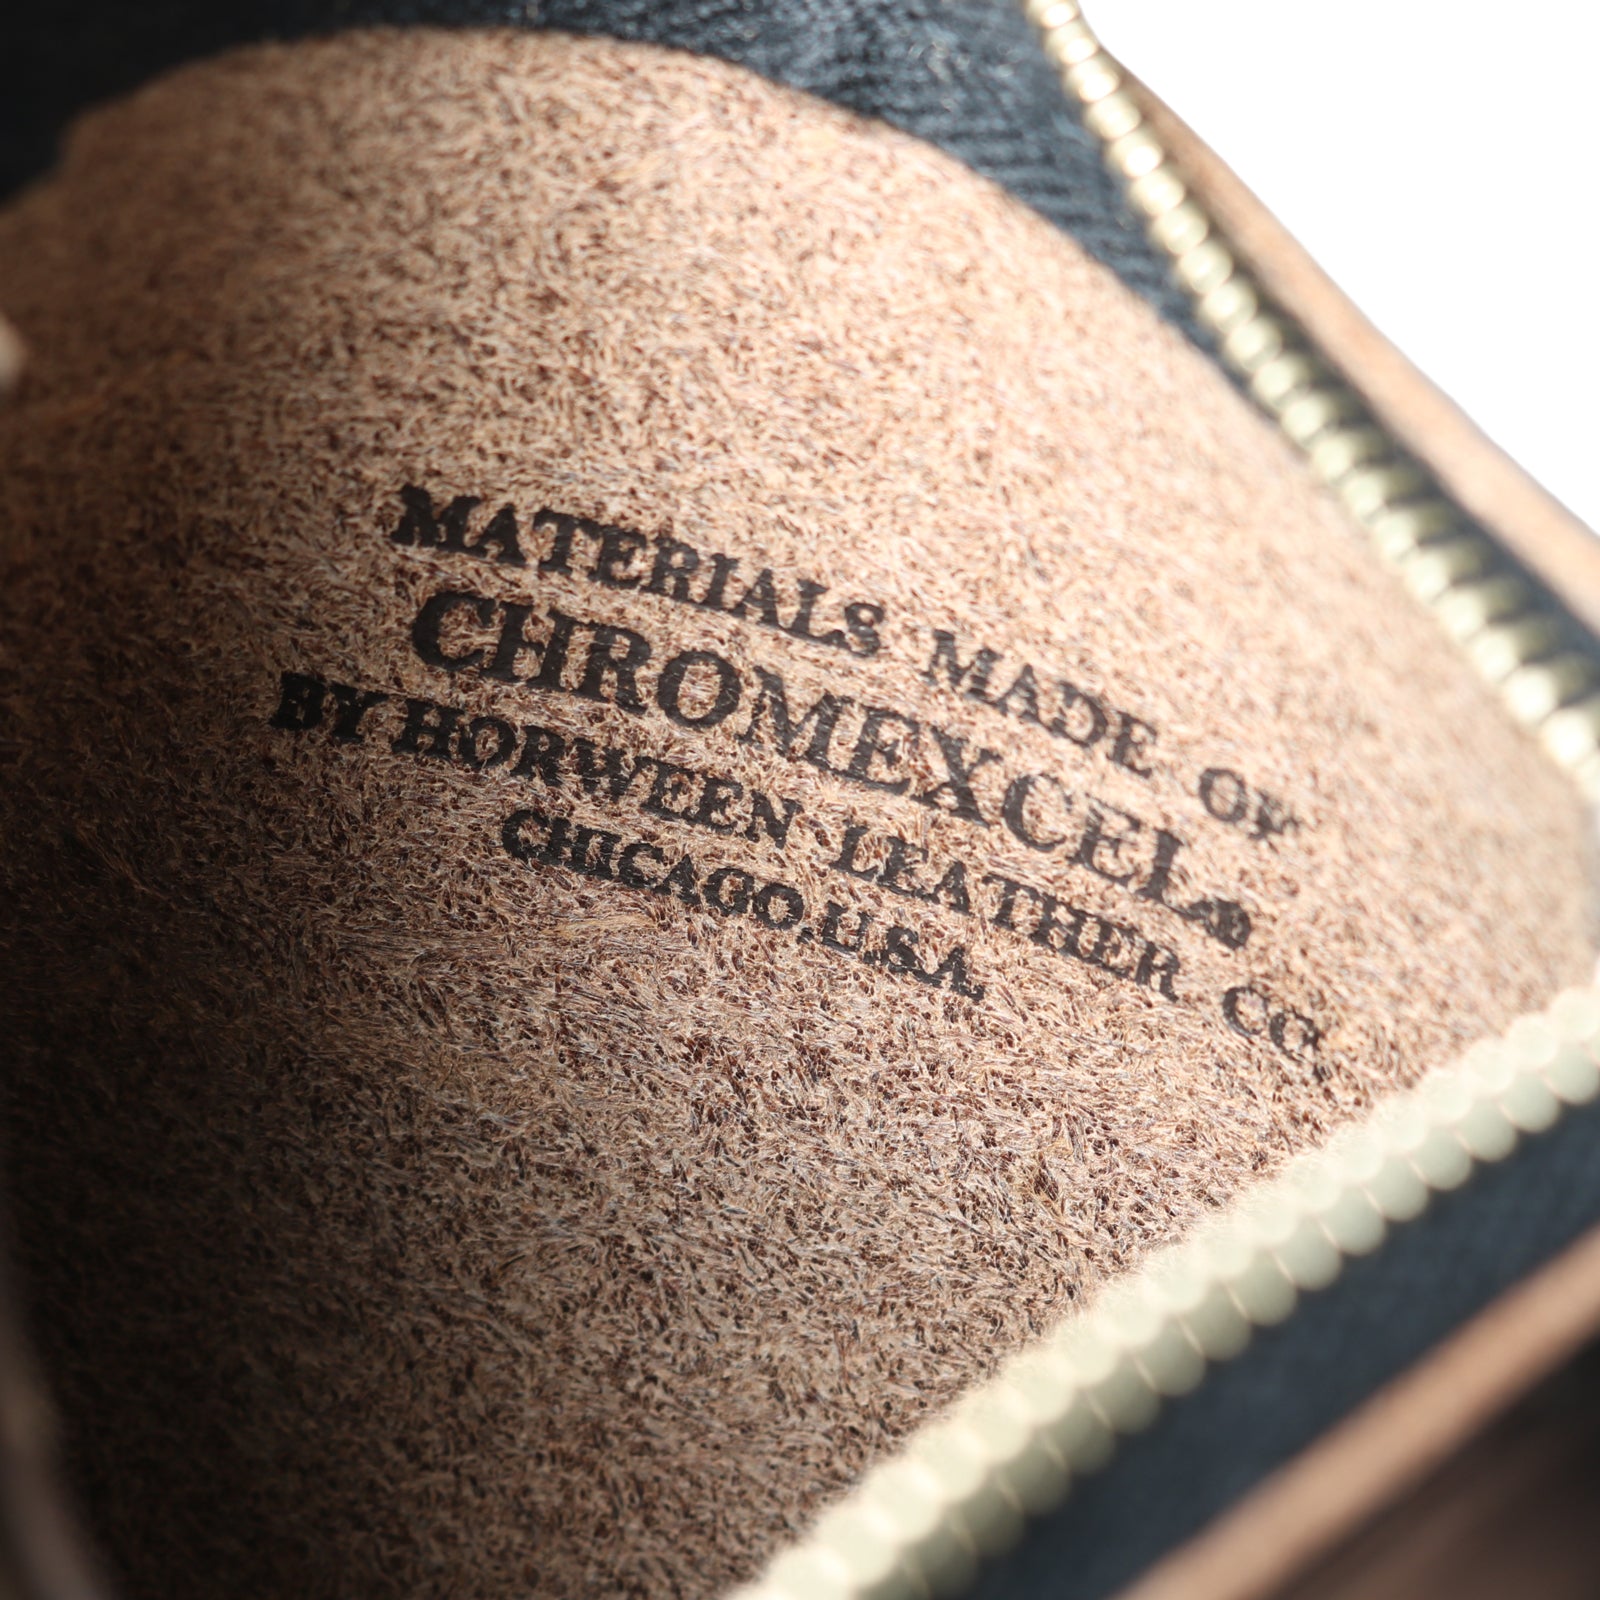 MATERIALS MADE OF
CHROMEXCEL®
BY HORWEEN LEATHER CO.
CHICAGO.U.S.A